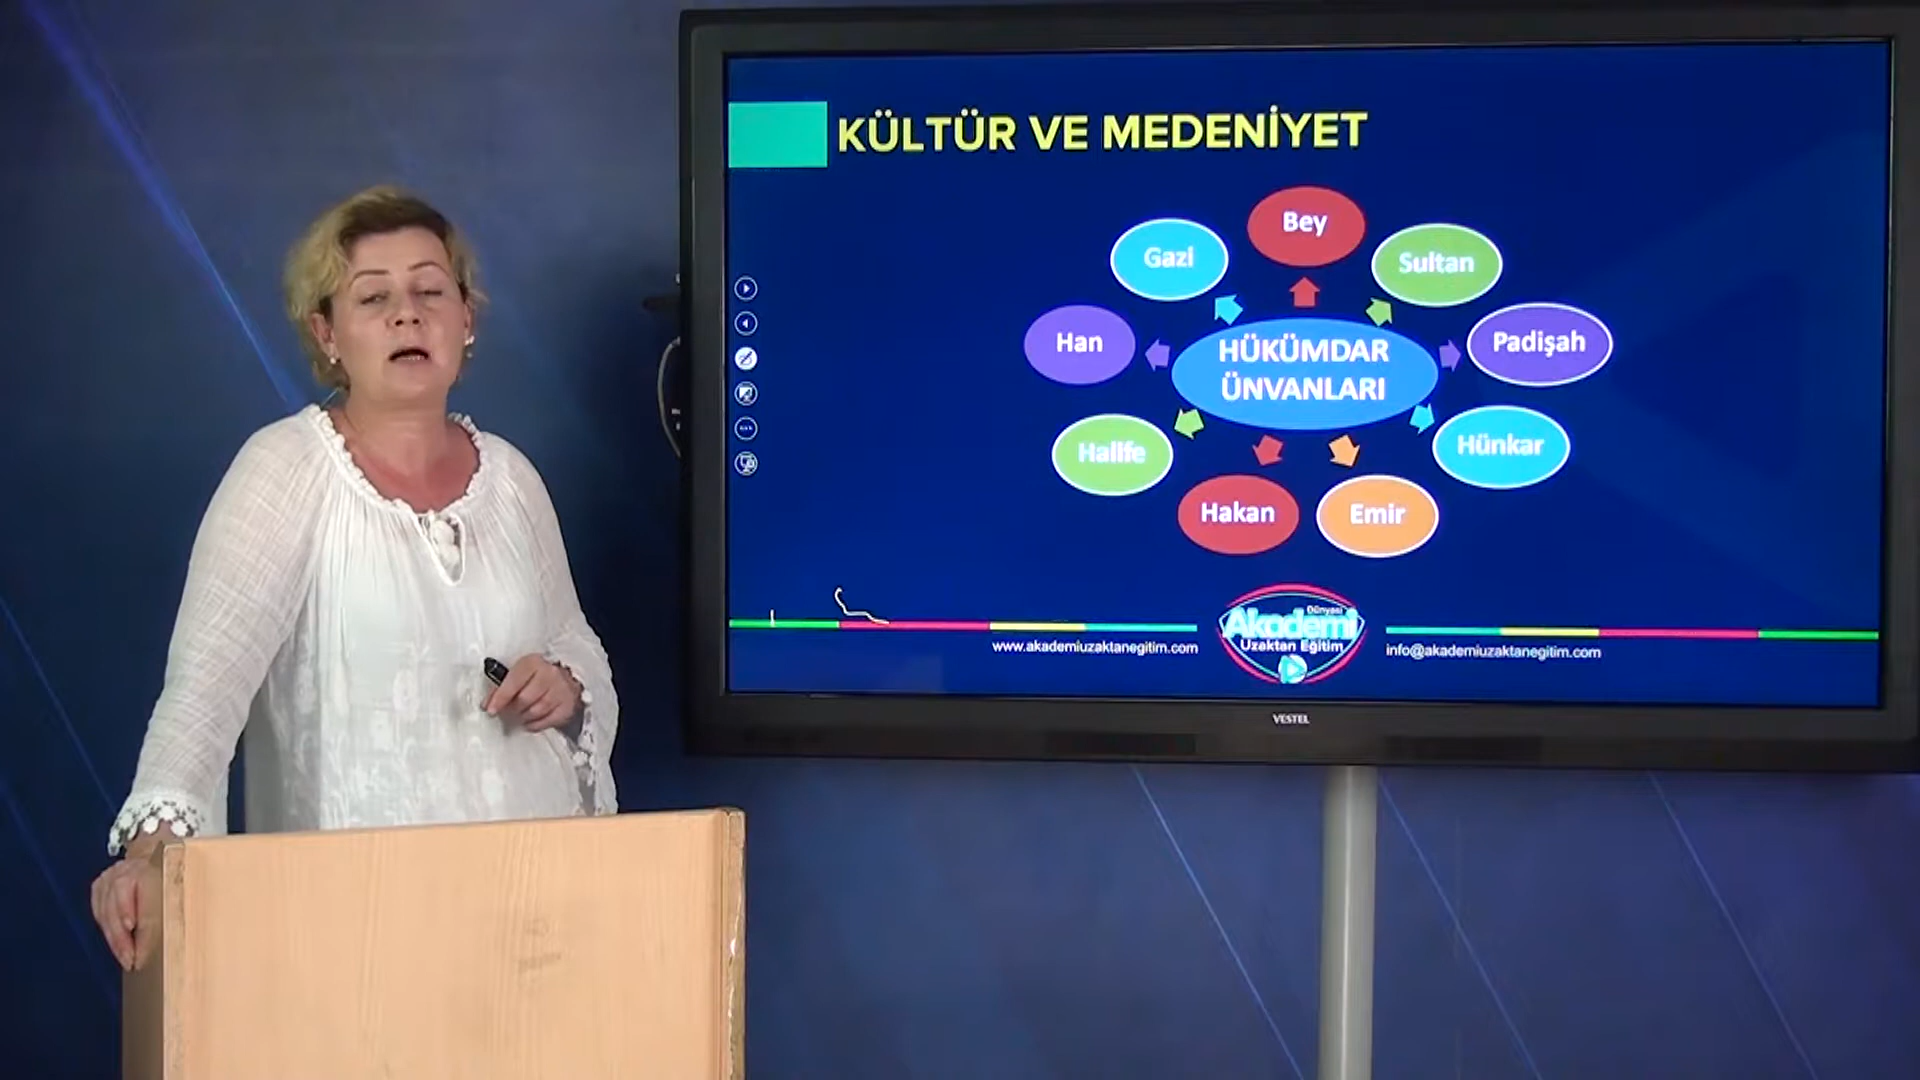 KÜLTÜR VE MEDENİYET
Bey
Gazi
Sultan
Han
Padişah
HÜKÜMDAR
ÜNVANLARI
Halife
Hünkar
Hakan
Emir
Dünyası
Akademi
Uzaktan Eğitim
www.akademiuzaktanegitim.com
info@akademiuzaktanegitim.com
VESTEL